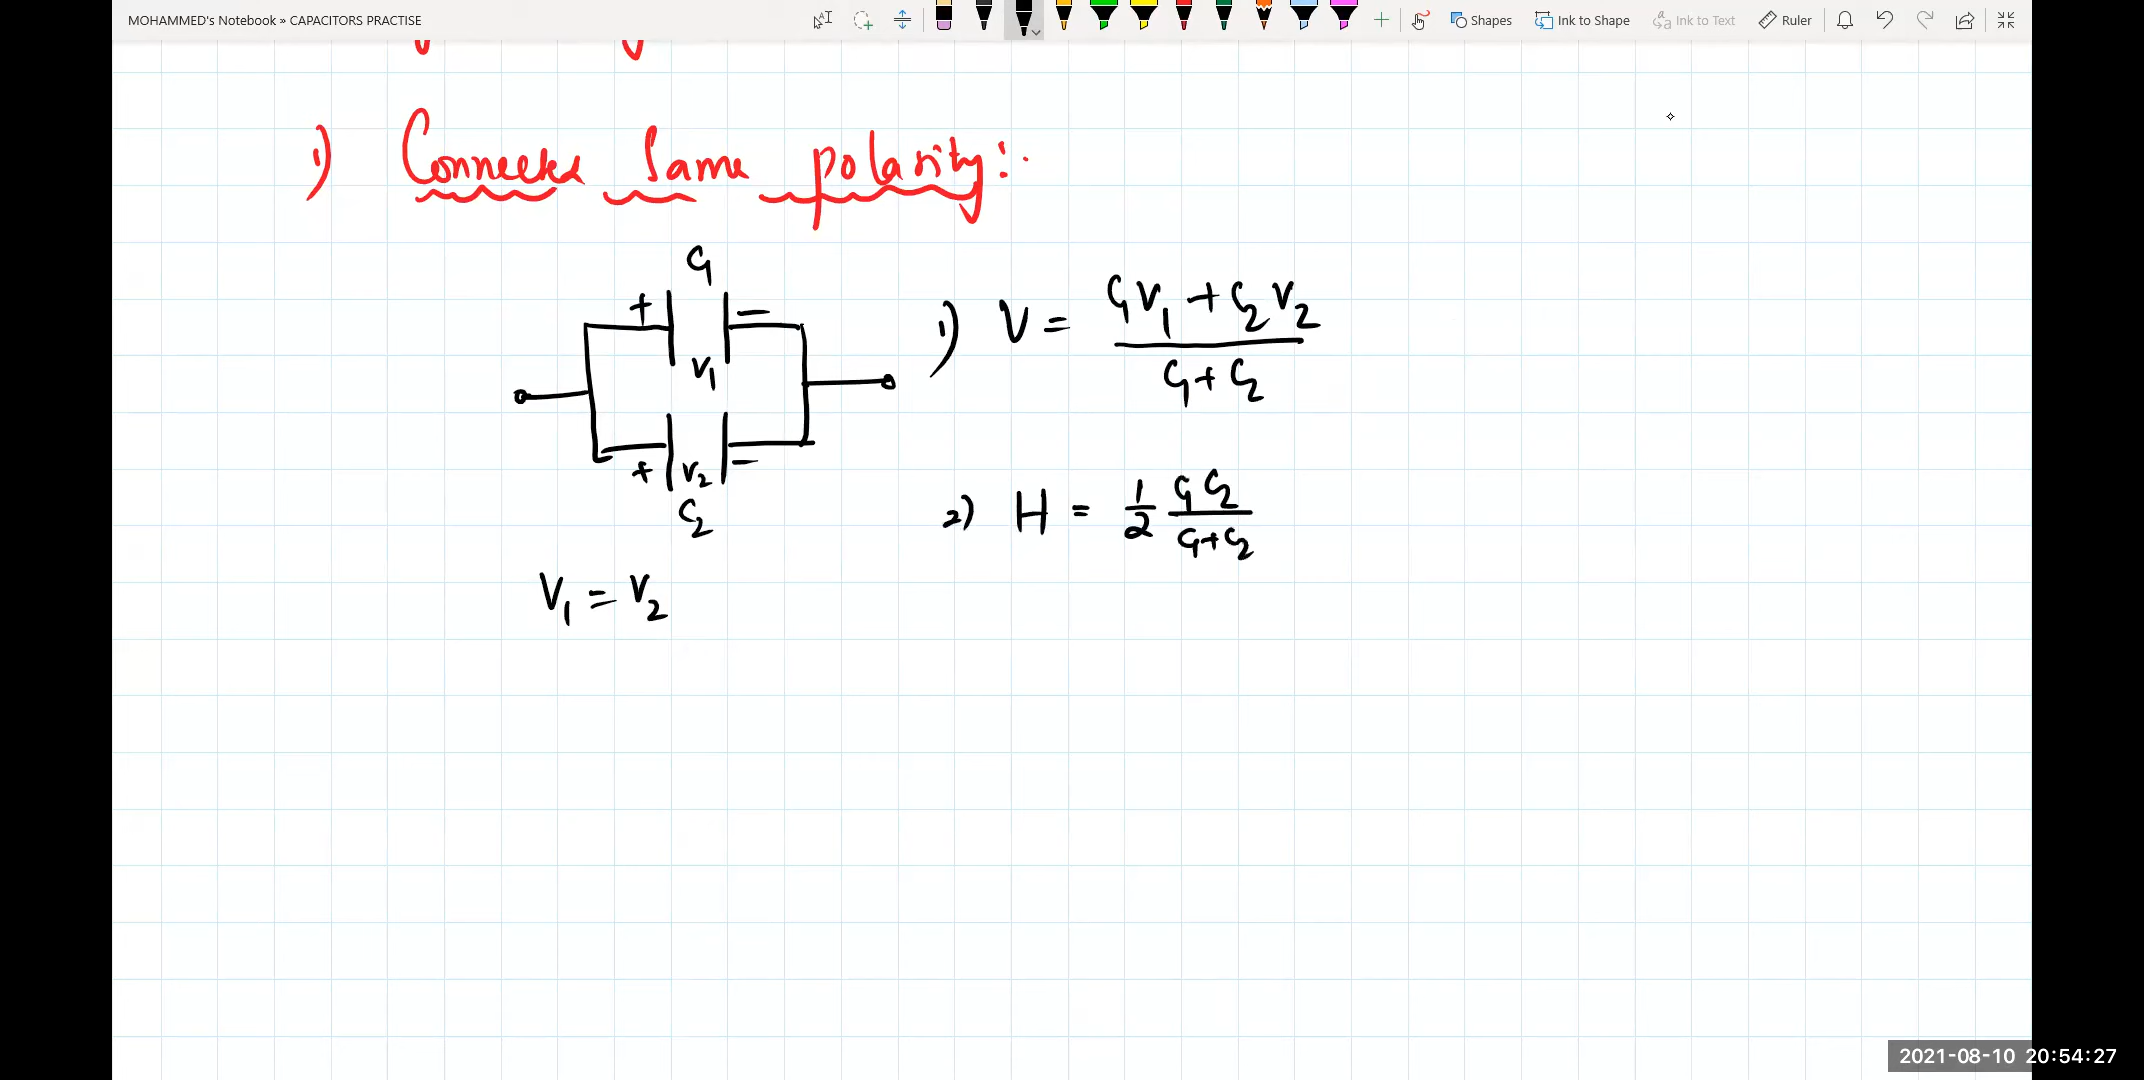 MOHAMMED's Notebook » CAPACITORS PRACTISE
Shapes
Ink to Shape
Ink to Text
Ruler
1) Connected Same polarity:-
C1
+ =
V1
+ V2 =
C2
1) V = C1V1 + C2V2 / C1 + C2
2) H = 1/2 C1C2 / C1+C2
V1 = V2
2021-08-10 20:54:27